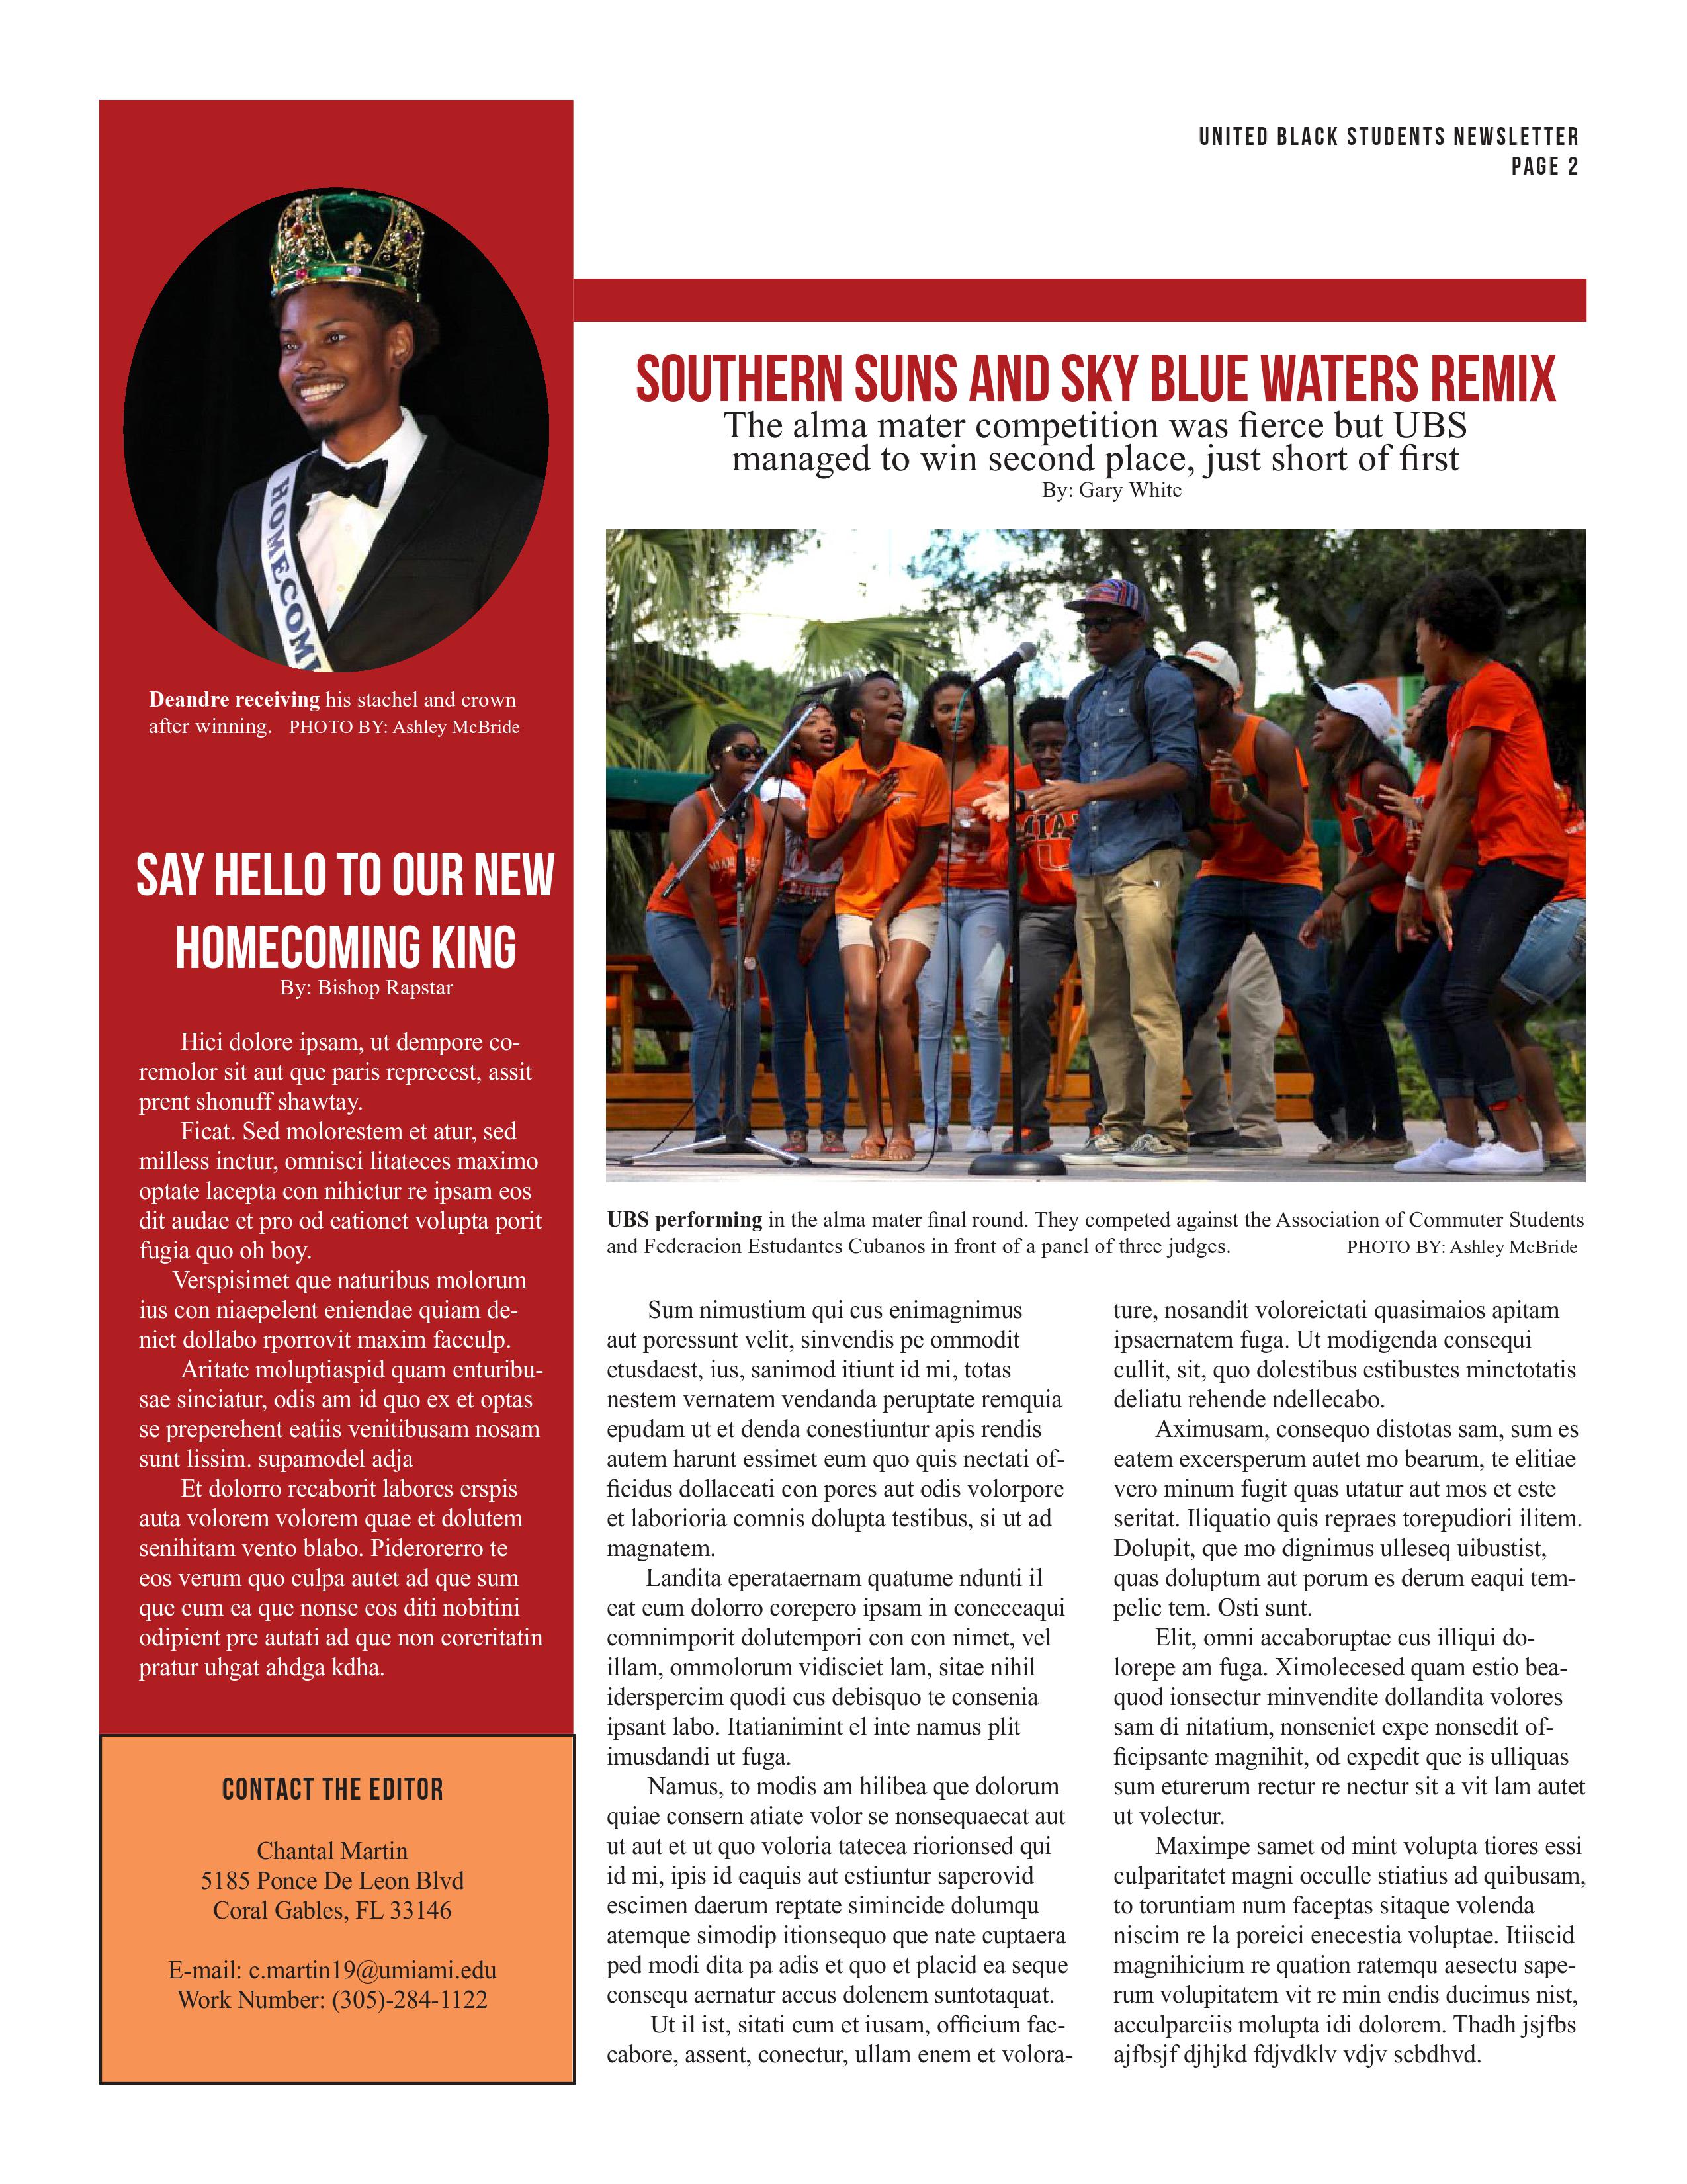 UNITED BLACK STUDENTS NEWSLETTER
PAGE 2
HOMECOMI
Deandre receiving his stachel and crown
after winning. PHOTO BY: Ashley McBride
SAY HELLO TO OUR NEW
HOMECOMING KING
By: Bishop Rapstar
Hici dolore ipsam, ut dempore co-
remolor sit aut que paris reprecest, assit
prent shonuff shawtay.
Ficat. Sed molorestem et atur, sed
milless inctur, omnisci litateces maximo
optate lacepta con nihictur re ipsam eos
dit audae et pro od eationet volupta porit
fugia quo oh boy.
Verspisimet que naturibus molorum
ius con niaepelent eniendae quiam de-
niet dollabo rporrovit maxim facculp.
Aritate moluptiaspid quam enturibu-
sae sinciatur, odis am id quo ex et optas
se preperehent eatiis venitibusam nosam
sunt lissim. supamodel adja
Et dolorro recaborit labores erspis
auta volorem volorem quae et dolutem
senihitam vento blabo. Piderorerro te
eos verum quo culpa autet ad que sum
que cum ea que nonse eos diti nobitini
odipient pre autati ad que non coreritatin
pratur uhgat ahdga kdha.
CONTACT THE EDITOR
Chantal Martin
5185 Ponce De Leon Blvd
Coral Gables, FL 33146
E-mail: c.martin19@umiami.edu
Work Number: (305)-284-1122
SOUTHERN SUNS AND SKY BLUE WATERS REMIX
The alma mater competition was fierce but UBS
managed to win second place, just short of first
By: Gary White
MIA
U
UBS performing in the alma mater final round. They competed against the Association of Commuter Students
and Federacion Estudantes Cubanos in front of a panel of three judges. PHOTO BY: Ashley McBride
Sum nimustium qui cus enimagnimus
aut poressunt velit, sinvendis pe ommodit
etusdaest, ius, sanimod itiunt id mi, totas
nestem vernatem vendanda peruptate remquia
epudam ut et denda conestiuntur apis rendis
autem harunt essimet eum quo quis nectati of-
ficidus dollaceati con pores aut odis volorpore
et laborioria comnis dolupta testibus, si ut ad
magnatem.
Landita eperataernam quatume ndunti il
eat eum dolorro corepero ipsam in coneceaqui
comnimporit dolutempori con con nimet, vel
illam, ommolorum vidisciet lam, sitae nihil
iderspercim quodi cus debisquo te consenia
ipsant labo. Itatianimint el inte namus plit
imusdandi ut fuga.
Namus, to modis am hilibea que dolorum
quiae consern atiate volor se nonsequaecat aut
ut aut et ut quo voloria tatecea riorionsed qui
id mi, ipis id eaquis aut estiuntur saperovid
escimen daerum reptate simincide dolumqu
atemque simodip itionsequo que nate cuptaera
ped modi dita pa adis et quo et placid ea seque
consequ aernatur accus dolenem suntotaquat.
Ut il ist, sitati cum et iusam, officium fac-
cabore, assent, conectur, ullam enem et volora-
ture, nosandit voloreictati quasimaios apitam
ipsaernatem fuga. Ut modigenda consequi
cullit, sit, quo dolestibus estibustes minctotatis
deliatu rehende ndellecabo.
Aximusam, consequo distotas sam, sum es
eatem excersperum autet mo bearum, te elitiae
vero minum fugit quas utatur aut mos et este
seritat. Iliquatio quis repraes torepudiori ilitem.
Dolupit, que mo dignimus ulleseq uibustist,
quas doluptum aut porum es derum eaqui tem-
pelic tem. Osti sunt.
Elit, omni accaboruptae cus illiqui do-
lorepe am fuga. Ximolecesed quam estio bea-
quod ionsectur minvendite dollandita volores
sam di nitatium, nonseniet expe nonsedit of-
ficipsante magnihit, od expedit que is ulliquas
sum eturerum rectur re nectur sit a vit lam autet
ut volectur.
Maximpe samet od mint volupta tiores essi
culparitatet magni occulle stiatius ad quibusam,
to toruntiam num faceptas sitaque volenda
niscim re la poreici enecestia voluptae. Itiiscid
magnihicium re quation ratemqu aesectu sape-
rum volupitatem vit re min endis ducimus nist,
acculparciis molupta idi dolorem. Thadh jsjfbs
ajfbsjf djhjkd fdjvdklv vdjv scbdhvd.